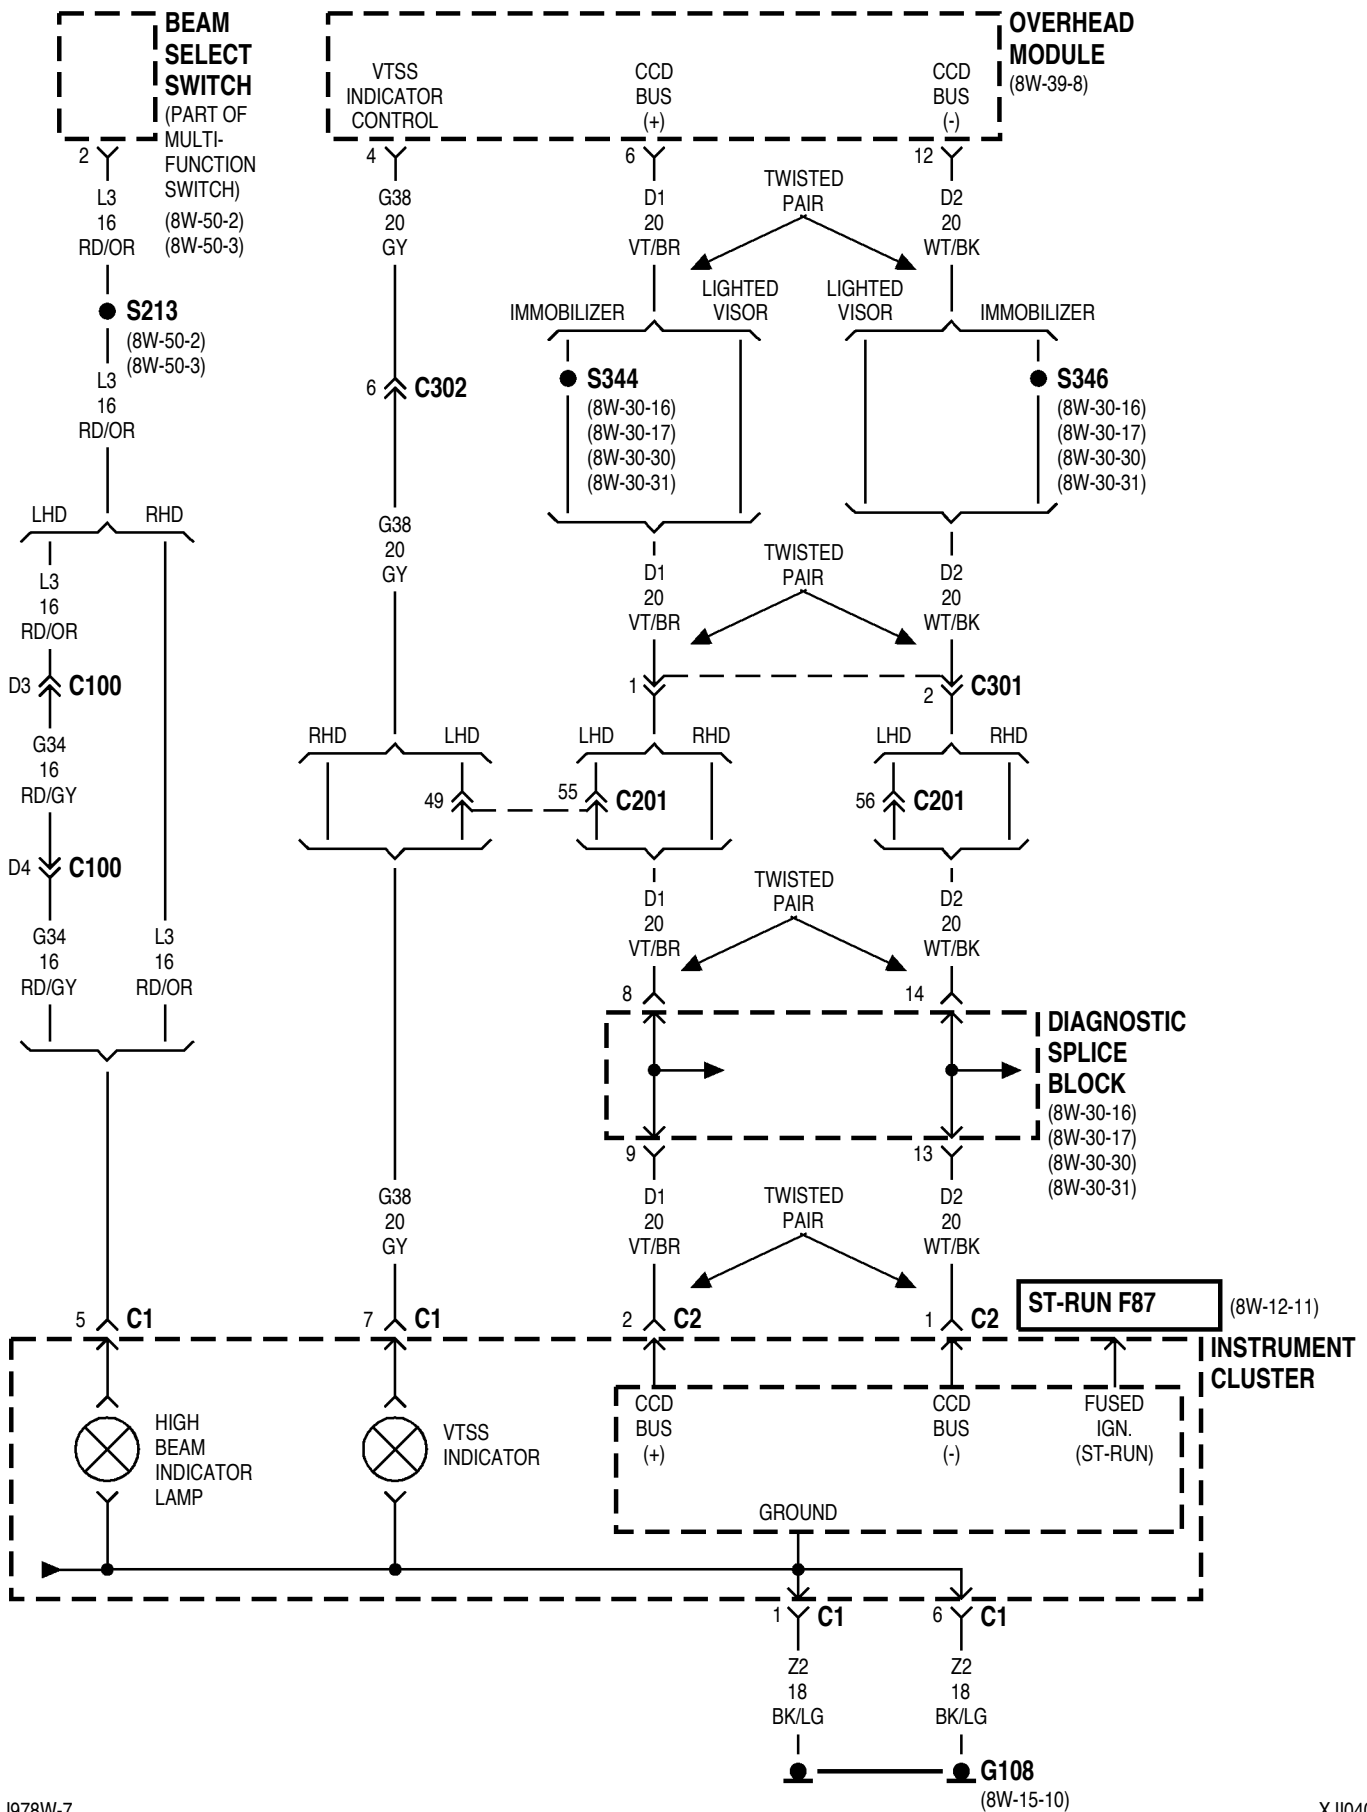 BEAM
SELECT
SWITCH
(PART OF
MULTI-
FUNCTION
SWITCH)
(8W-50-2)
(8W-50-3)
OVERHEAD
MODULE
(8W-39-8)
VTSS
INDICATOR
CONTROL
CCD
BUS
(+)
CCD
BUS
(-)
2
4
6
12
L3
16
RD/OR
G38
20
GY
D1
20
VT/BR
TWISTED
PAIR
D2
20
WT/BK
S213
(8W-50-2)
(8W-50-3)
L3
16
RD/OR
6
C302
IMMOBILIZER
LIGHTED
VISOR
LIGHTED
VISOR
IMMOBILIZER
S344
(8W-30-16)
(8W-30-17)
(8W-30-30)
(8W-30-31)
S346
(8W-30-16)
(8W-30-17)
(8W-30-30)
(8W-30-31)
LHD
RHD
G38
20
GY
L3
16
RD/OR
D1
20
VT/BR
TWISTED
PAIR
D2
20
WT/BK
D3
C100
1
2
C301
G34
16
RD/GY
RHD
LHD
LHD
RHD
LHD
RHD
49
55
C201
56
C201
D4
C100
G34
16
RD/GY
L3
16
RD/OR
D1
20
VT/BR
TWISTED
PAIR
D2
20
WT/BK
8
14
DIAGNOSTIC
SPLICE
BLOCK
(8W-30-16)
(8W-30-17)
(8W-30-30)
(8W-30-31)
9
13
G38
20
GY
D1
20
VT/BR
TWISTED
PAIR
D2
20
WT/BK
5
C1
7
C1
2
C2
1
C2
ST-RUN F87
(8W-12-11)
INSTRUMENT
CLUSTER
HIGH
BEAM
INDICATOR
LAMP
VTSS
INDICATOR
CCD
BUS
(+)
CCD
BUS
(-)
FUSED
IGN.
(ST-RUN)
GROUND
1
C1
6
C1
Z2
18
BK/LG
Z2
18
BK/LG
G108
(8W-15-10)
J978W-7